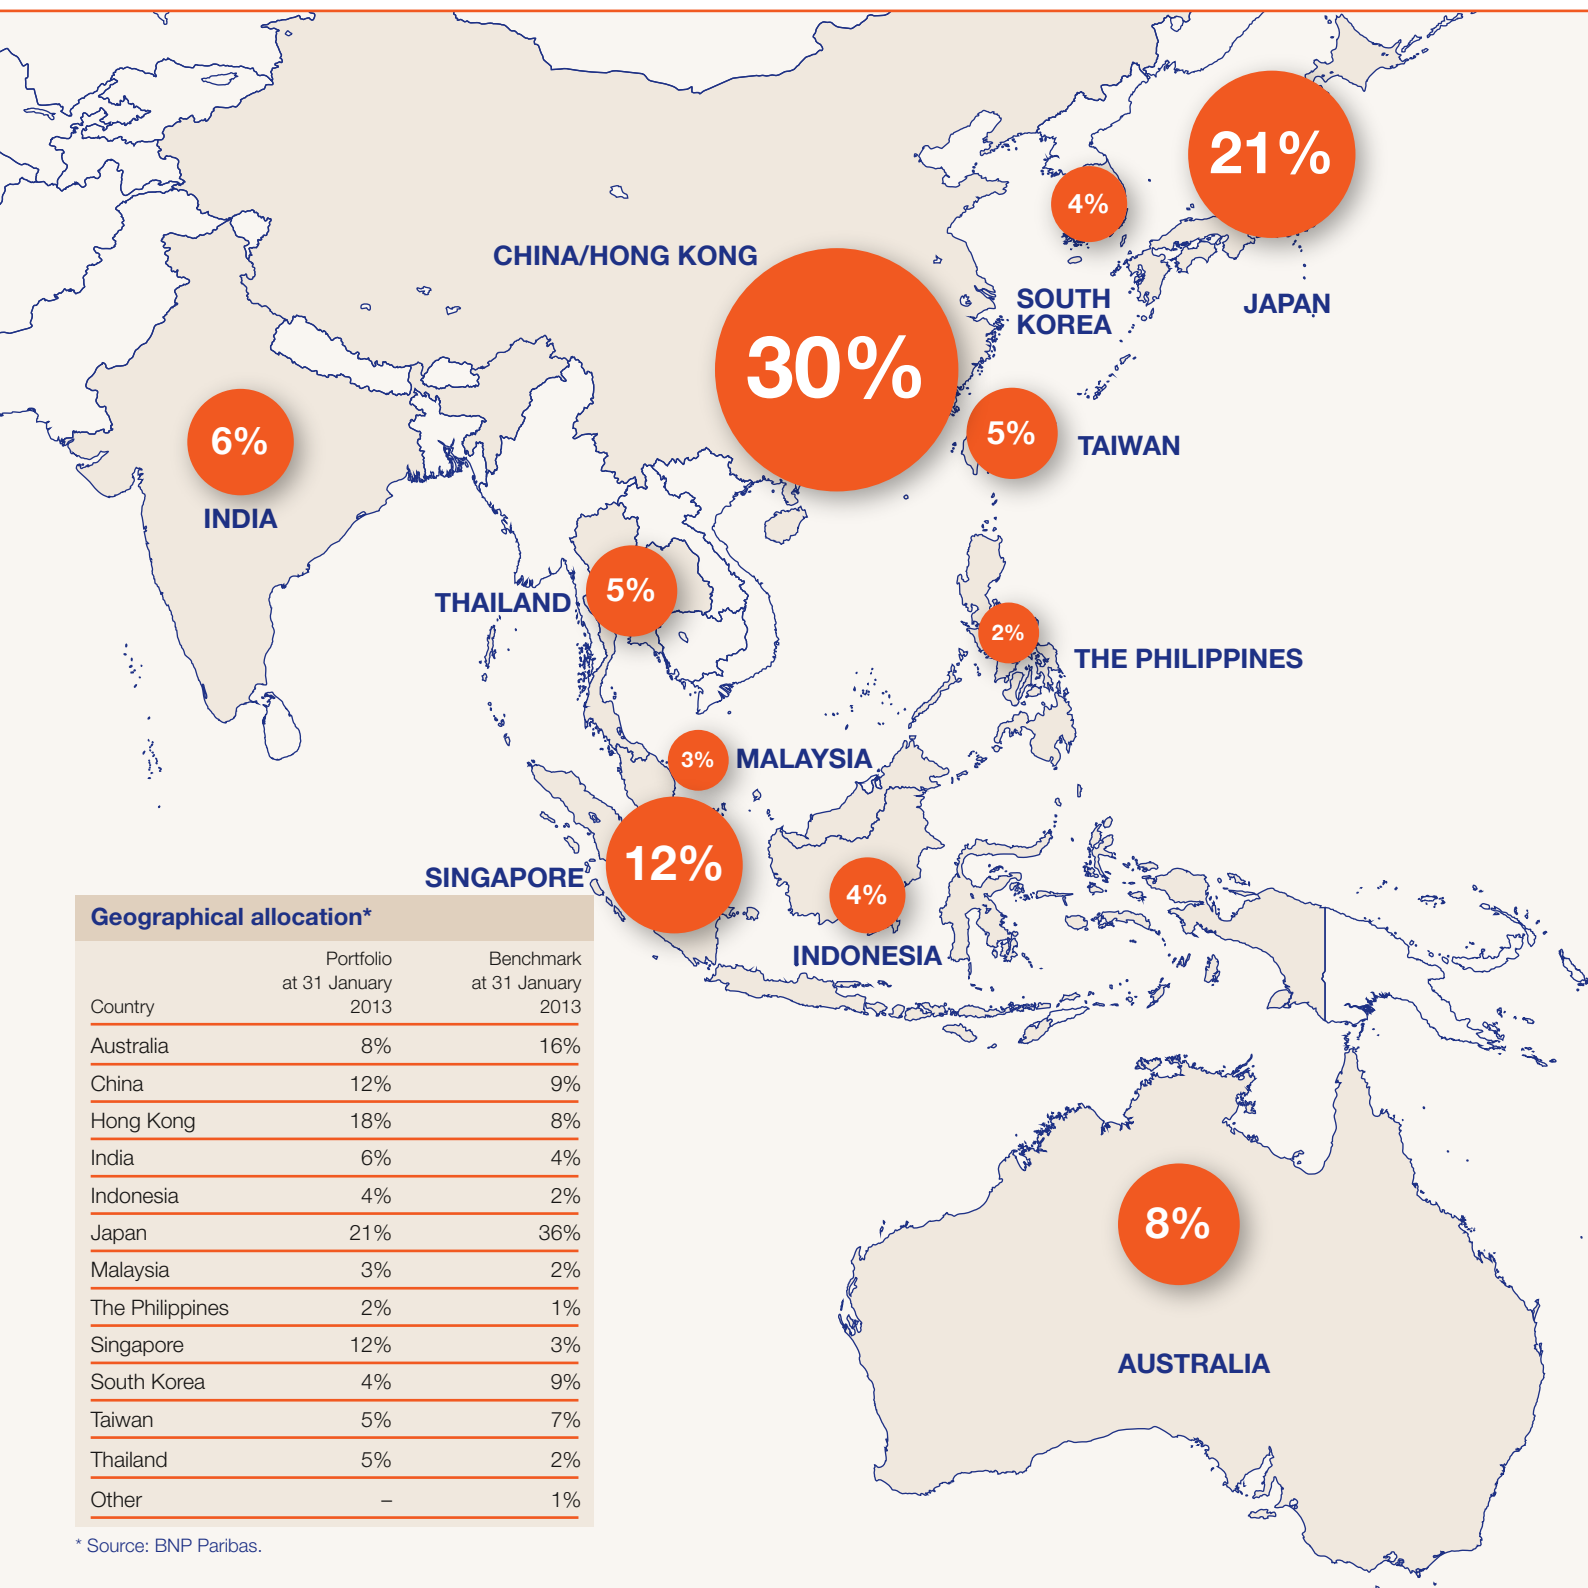 21%
4%
CHINA/HONG KONG
SOUTH
KOREA
JAPAN
30%
6%
5%
TAIWAN
INDIA
5%
THAILAND
2%
THE PHILIPPINES
3%
MALAYSIA
12%
SINGAPORE
4%
INDONESIA
8%
AUSTRALIA
Geographical allocation*
Portfolio Benchmark
at 31 January at 31 January
Country 2013 2013
Australia 8% 16%
China 12% 9%
Hong Kong 18% 8%
India 6% 4%
Indonesia 4% 2%
Japan 21% 36%
Malaysia 3% 2%
The Philippines 2% 1%
Singapore 12% 3%
South Korea 4% 9%
Taiwan 5% 7%
Thailand 5% 2%
Other – 1%
* Source: BNP Paribas.